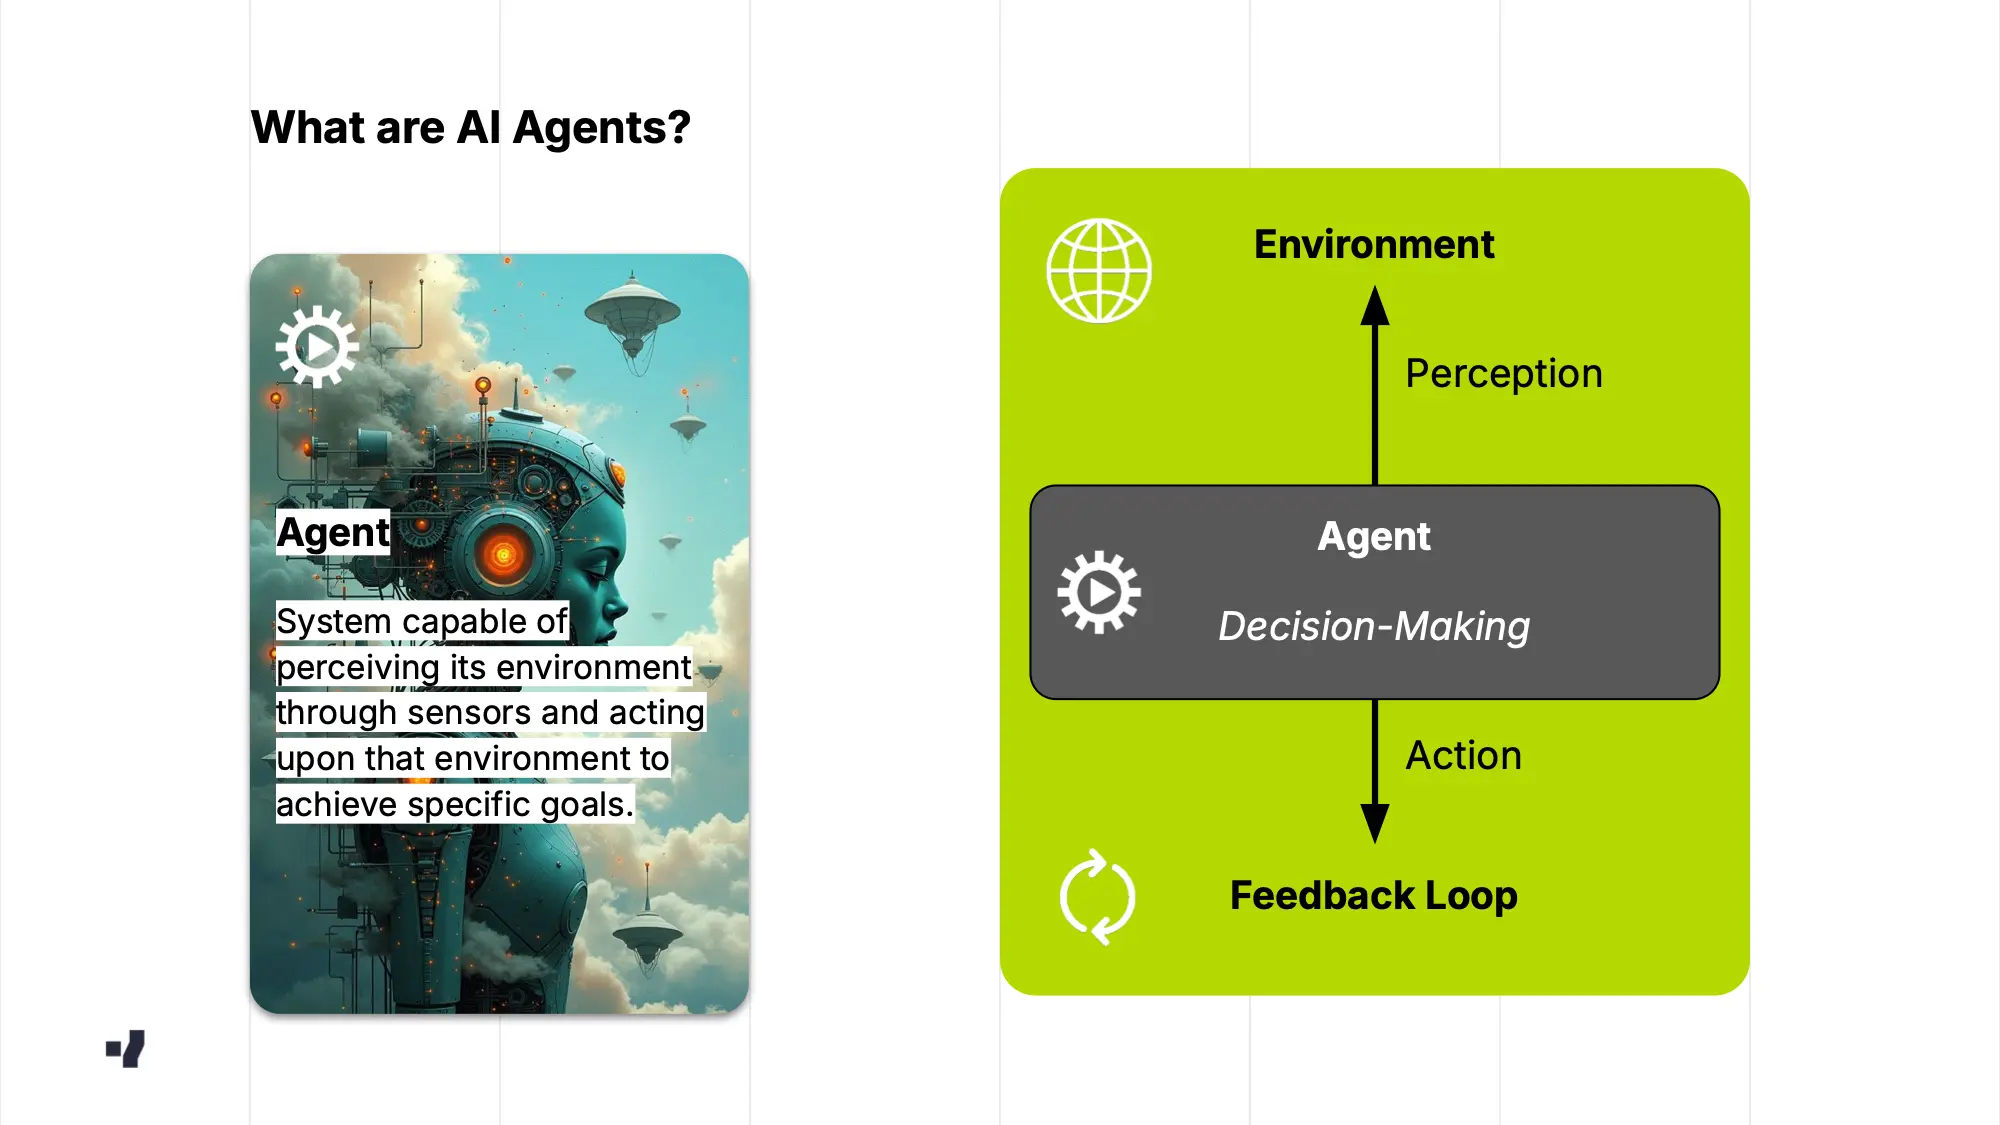 What are AI Agents?
Agent
System capable of
perceiving its environment
through sensors and acting
upon that environment to
achieve specific goals.
Environment
Perception
Agent
Decision-Making
Action
Feedback Loop